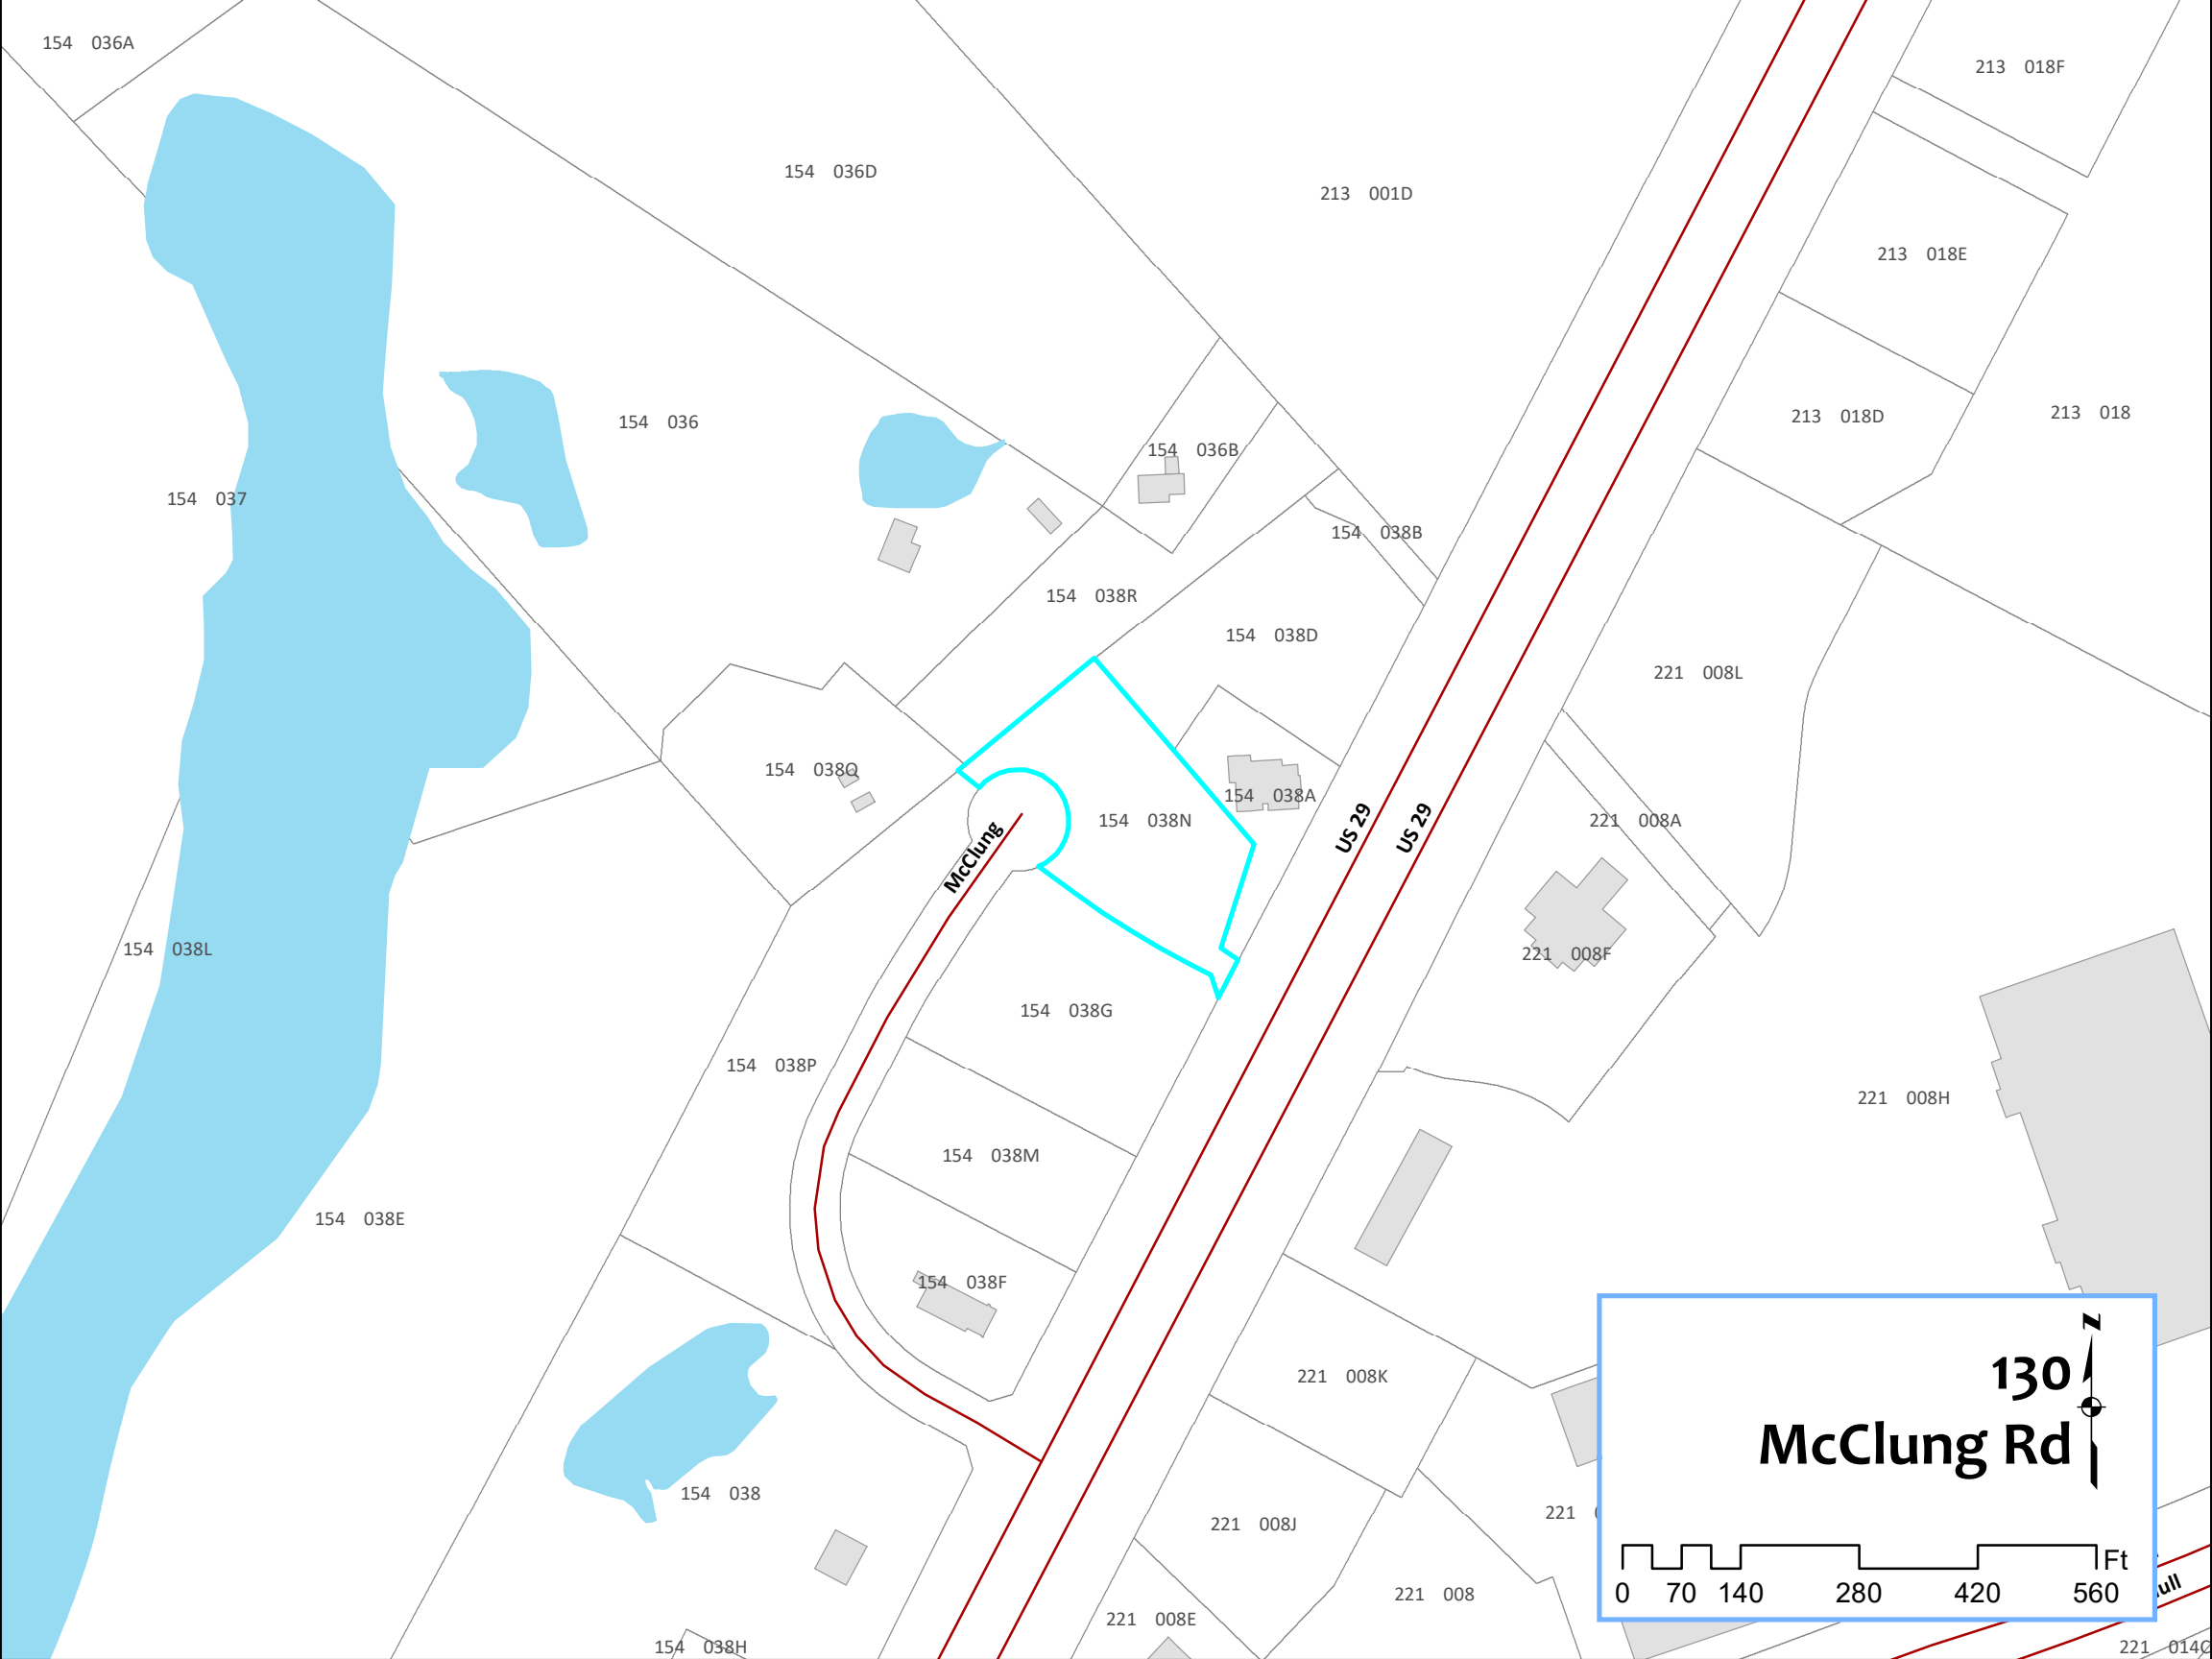 154 036A
213 018F
154 036D
213 001D
213 018E
213 018D
213 018
154 036
154 036B
154 037
154 038B
154 038R
154 038D
221 008L
154 038Q
154 038A
154 038N
US 29
US 29
221 008A
McClung
154 038L
221 008F
154 038G
154 038P
221 008H
154 038M
154 038E
154 038F
221 008K
154 038
221 008J
221
221 008
221 008E
154 038H
221 014C
N
130
McClung Rd
Ft
0 70 140 280 420 560